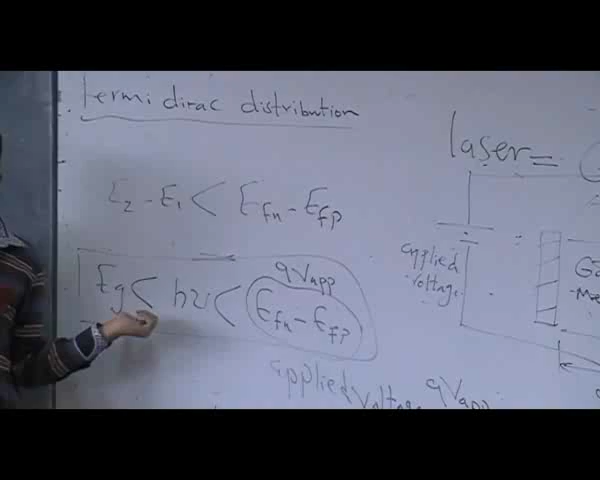 fermi dirac distribution
E2 - E1 < Efn - Efp
qVapp
Eg < hν < Efn - Efp
applied voltage qVapp
laser =
applied
voltage